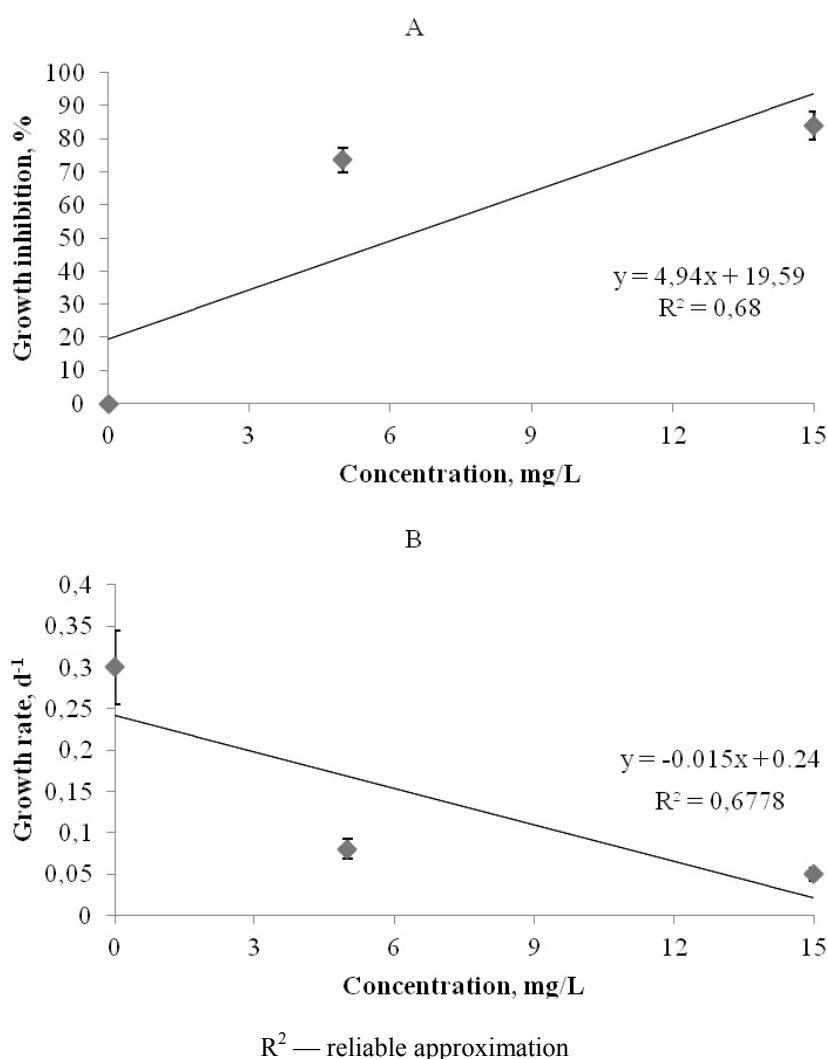 A
100
90
80
70
60
50
40
30
20
10
0
Growth inhibition, %
y = 4,94x + 19,59
R² = 0,68
0 3 6 9 12 15
Concentration, mg/L
B
0,4
0,35
0,3
0,25
0,2
0,15
0,1
0,05
0
Growth rate, d⁻¹
y = -0.015x + 0.24
R² = 0,6778
0 3 6 9 12 15
Concentration, mg/L
R² — reliable approximation